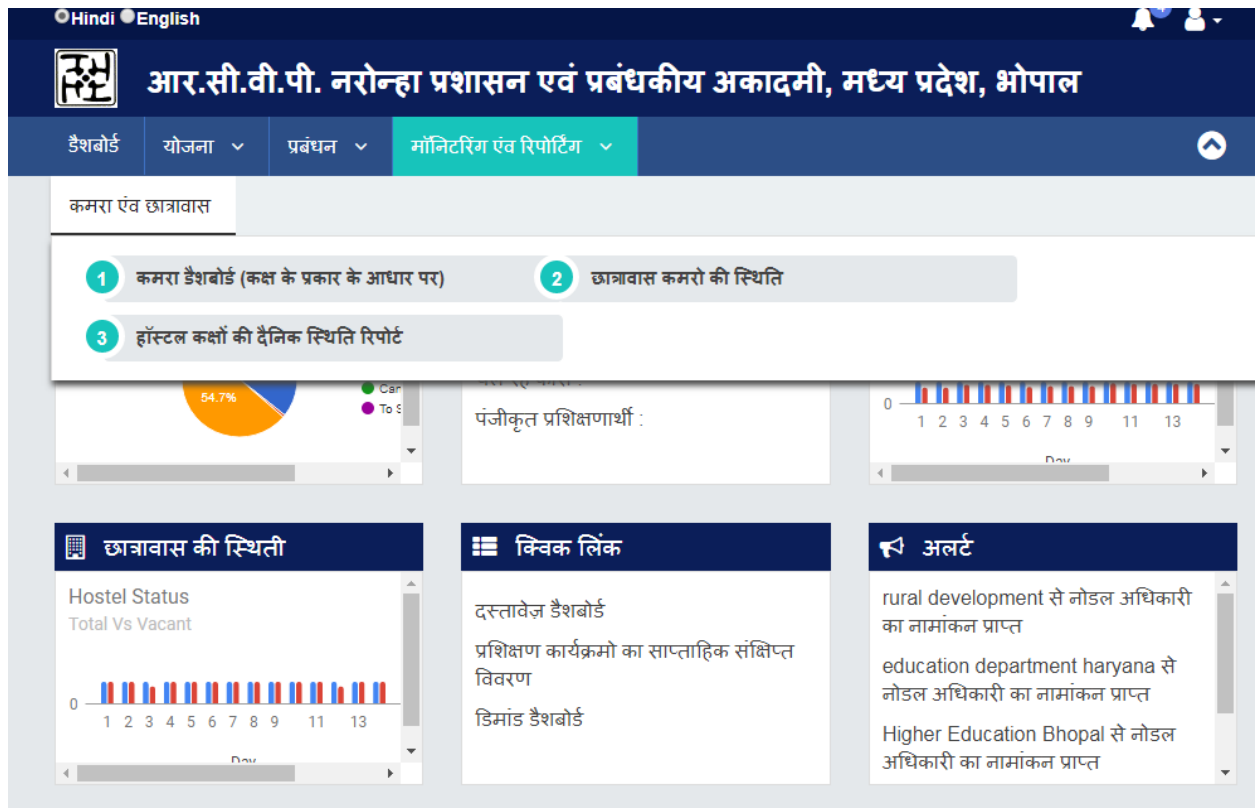 Hindi English
आर.सी.वी.पी. नरोन्हा प्रशासन एवं प्रबंधकीय अकादमी, मध्य प्रदेश, भोपाल
डैशबोर्ड योजना प्रबंधन मॉनिटरिंग एंव रिपोर्टिंग
कमरा एंव छात्रावास
1 कमरा डैशबोर्ड (कक्ष के प्रकार के आधार पर) 2 छात्रावास कमरो की स्थिति
3 हॉस्टल कक्षों की दैनिक स्थिति रिपोर्ट
54.7%
Car
To S
पंजीकृत प्रशिक्षणार्थी :
0
1 2 3 4 5 6 7 8 9 11 13
Day
छात्रावास की स्थिती
Hostel Status
Total Vs Vacant
0
1 2 3 4 5 6 7 8 9 11 13
Day
क्विक लिंक
दस्तावेज़ डैशबोर्ड
प्रशिक्षण कार्यक्रमो का साप्ताहिक संक्षिप्त
विवरण
डिमांड डैशबोर्ड
अलर्ट
rural development से नोडल अधिकारी
का नामांकन प्राप्त
education department haryana से
नोडल अधिकारी का नामांकन प्राप्त
Higher Education Bhopal से नोडल
अधिकारी का नामांकन प्राप्त